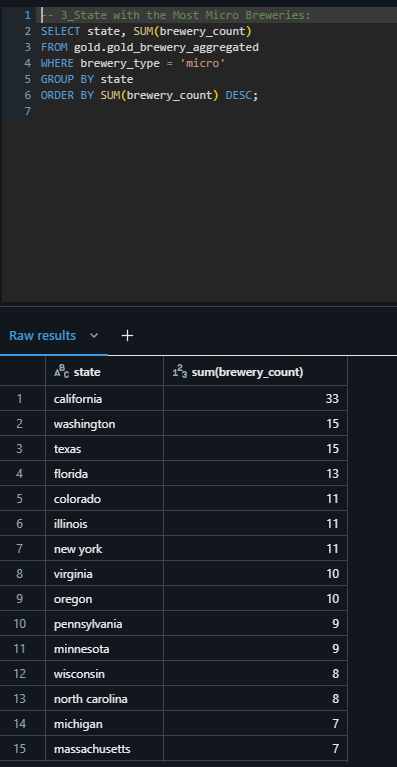 1 -- 3_State with the Most Micro Breweries:
2 SELECT state, SUM(brewery_count)
3 FROM gold.gold_brewery_aggregated
4 WHERE brewery_type = 'micro'
5 GROUP BY state
6 ORDER BY SUM(brewery_count) DESC;
7
Raw results +
ABC state 123 sum(brewery_count)
1 california 33
2 washington 15
3 texas 15
4 florida 13
5 colorado 11
6 illinois 11
7 new york 11
8 virginia 10
9 oregon 10
10 pennsylvania 9
11 minnesota 9
12 wisconsin 8
13 north carolina 8
14 michigan 7
15 massachusetts 7